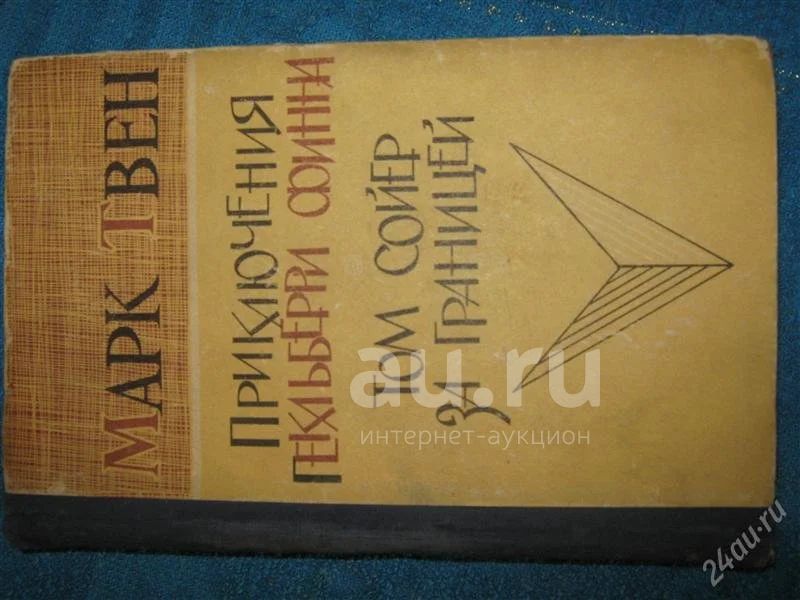 МАРК ТВЕН
ПРИКЛЮЧЕНИЯ
ГЕКЛЬБЕРРИ ФИННА
ТОМ СОЙЕР
ЗА ГРАНИЦЕЙ
au.ru
интернет-аукцион
24au.ru